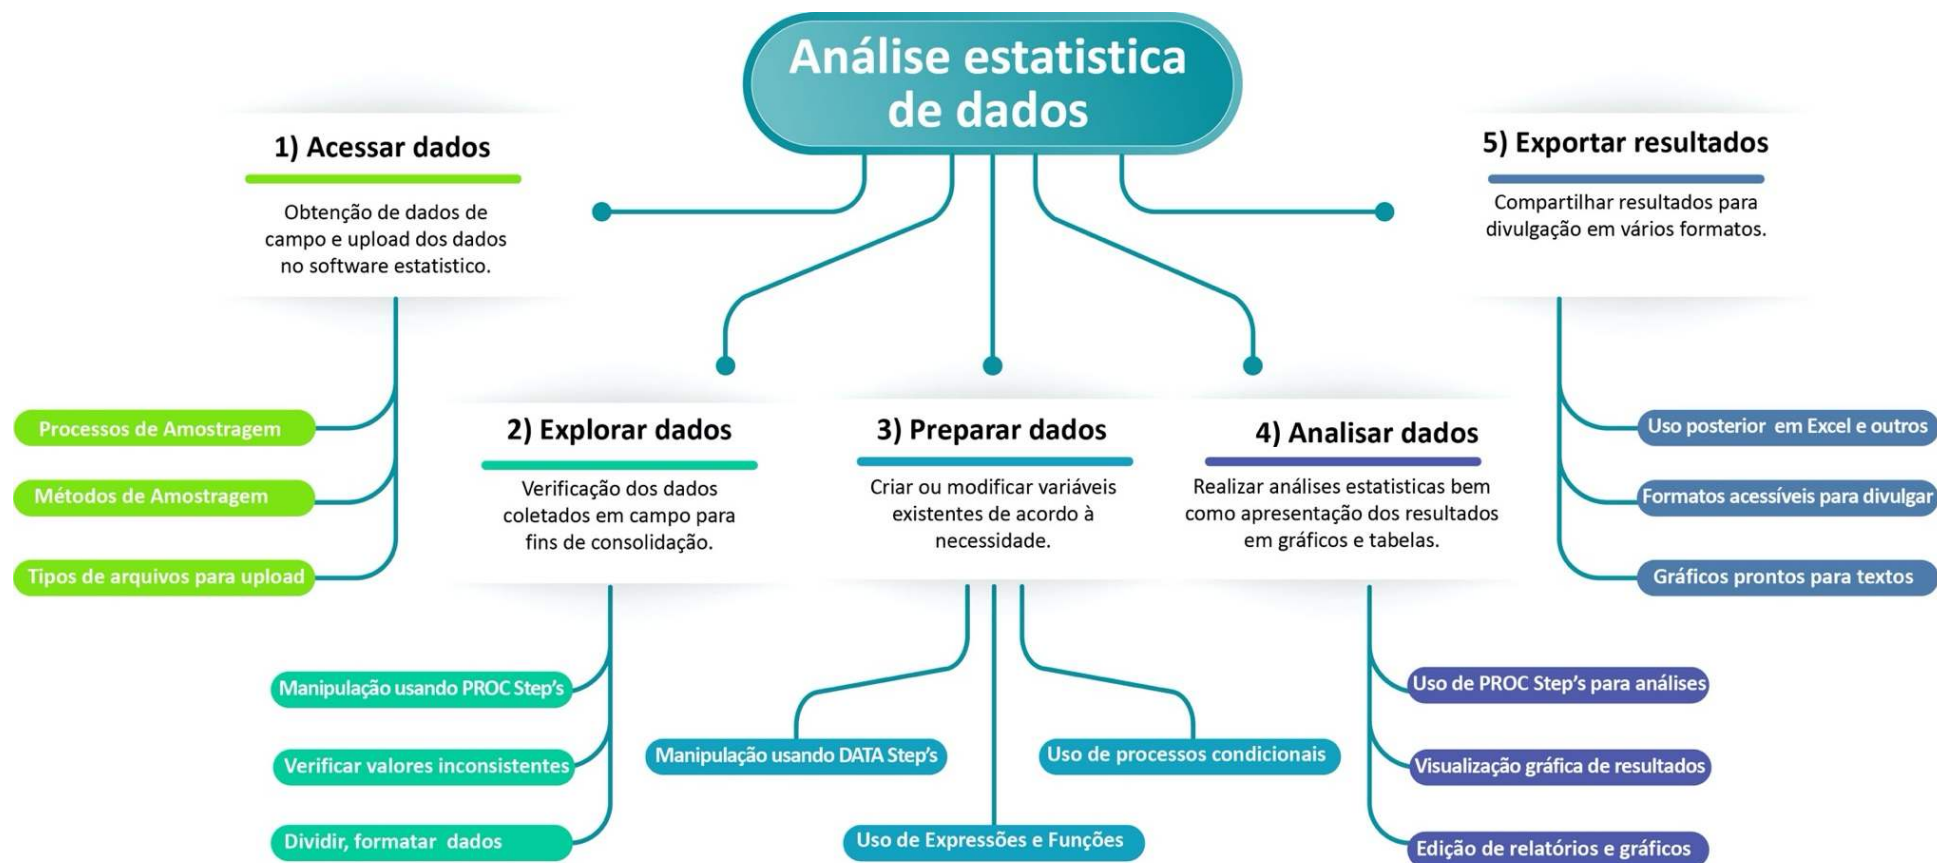 Análise estatistica
de dados
1) Acessar dados
Obtenção de dados de
campo e upload dos dados
no software estatistico.
Processos de Amostragem
Métodos de Amostragem
Tipos de arquivos para upload
2) Explorar dados
Verificação dos dados
coletados em campo para
fins de consolidação.
Manipulação usando PROC Step's
Verificar valores inconsistentes
Dividir, formatar dados
3) Preparar dados
Criar ou modificar variáveis
existentes de acordo à
necessidade.
Manipulação usando DATA Step's
Uso de Expressões e Funções
Uso de processos condicionais
4) Analisar dados
Realizar análises estatisticas bem
como apresentação dos resultados
em gráficos e tabelas.
Uso de PROC Step's para análises
Visualização gráfica de resultados
Edição de relatórios e gráficos
5) Exportar resultados
Compartilhar resultados para
divulgação em vários formatos.
Uso posterior em Excel e outros
Formatos acessíveis para divulgar
Gráficos prontos para textos